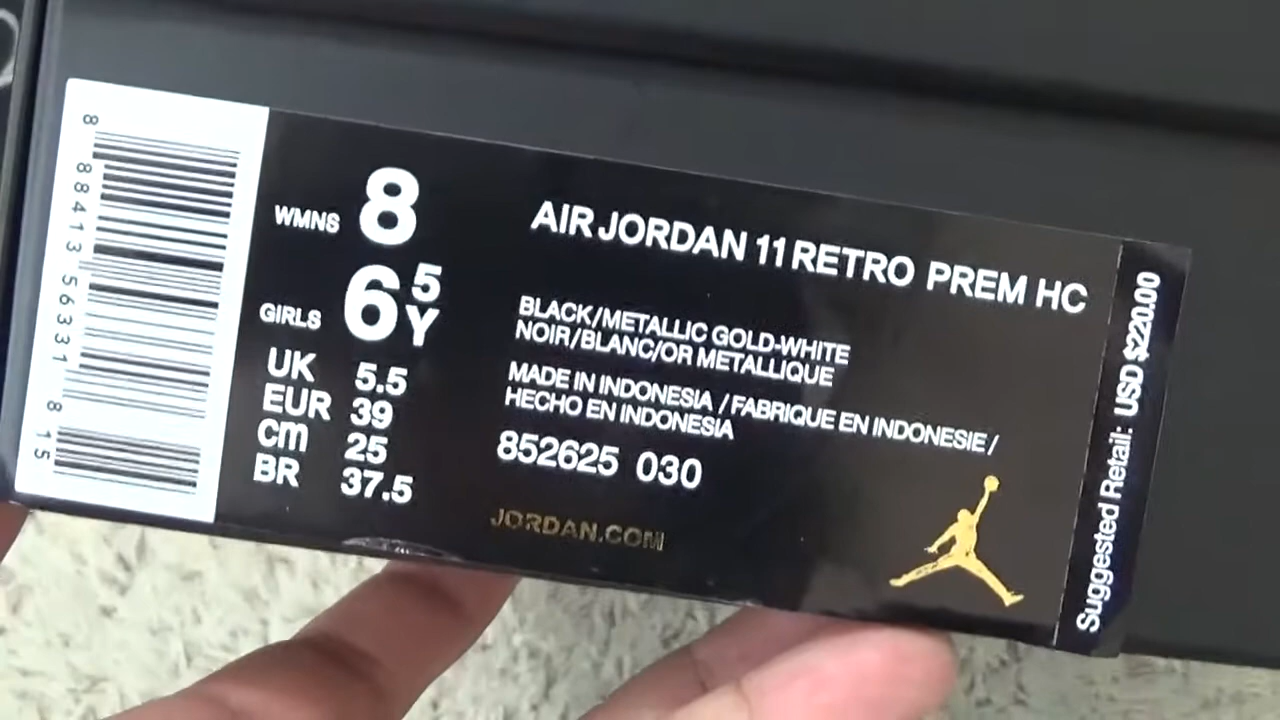 8 88413 56331 8 15
WMNS 8
GIRLS 6 5 Y
UK 5.5
EUR 39
cm 25
BR 37.5
AIR JORDAN 11 RETRO PREM HC
BLACK/METALLIC GOLD-WHITE
NOIR/BLANC/OR METALLIQUE
MADE IN INDONESIA / FABRIQUE EN INDONESIE /
HECHO EN INDONESIA
852625 030
JORDAN.COM
Suggested Retail: USD $220.00